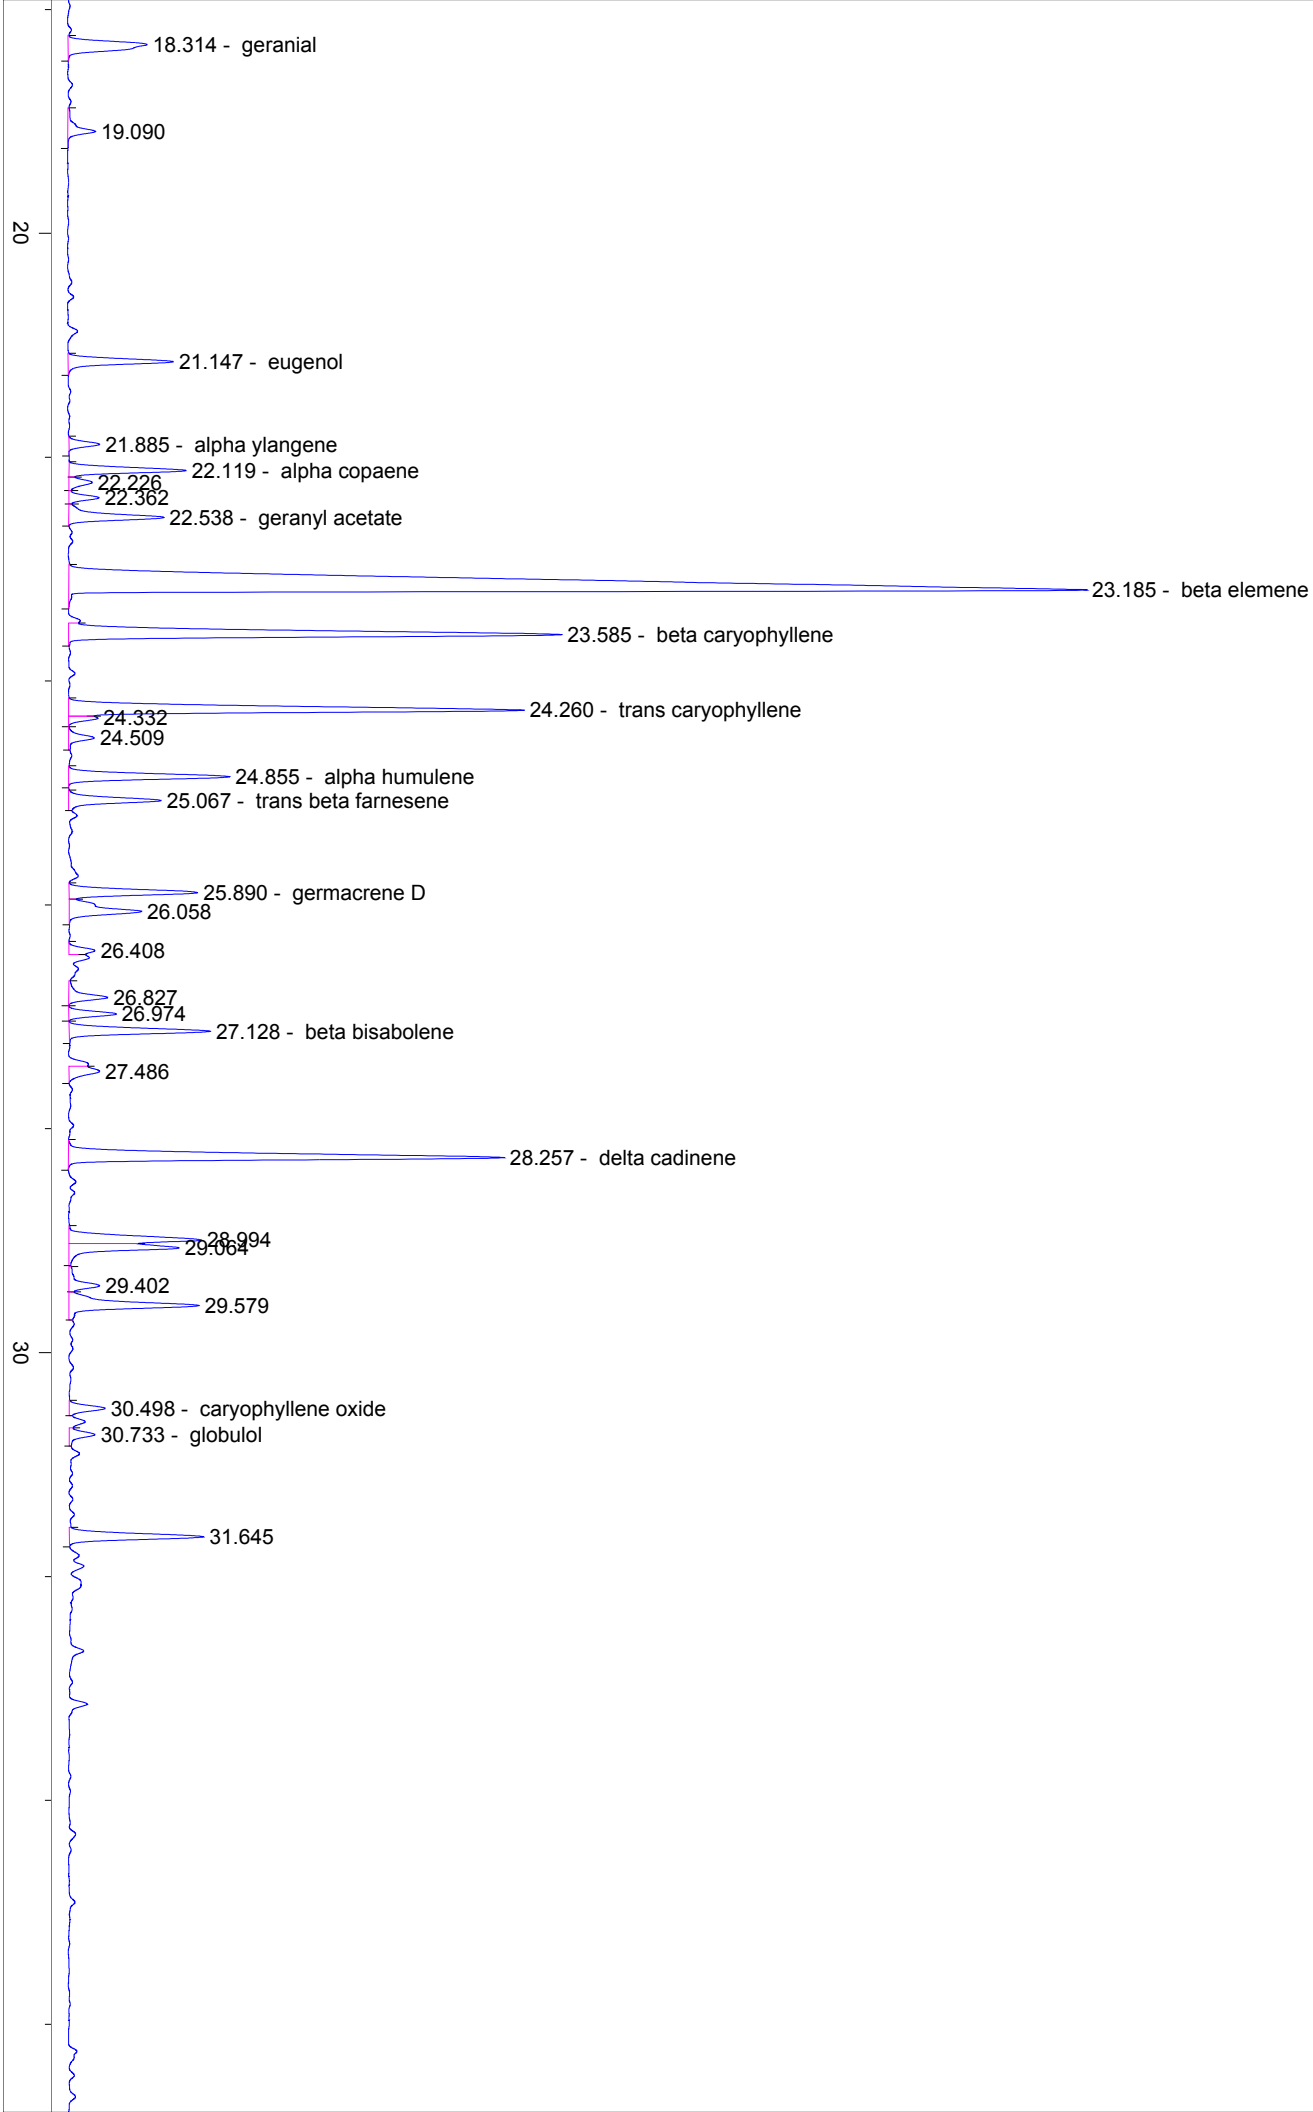 18.314 - geranial
19.090
20
21.147 - eugenol
21.885 - alpha ylangene
22.119 - alpha copaene
22.226
22.362
22.538 - geranyl acetate
23.185 - beta elemene
23.585 - beta caryophyllene
24.260 - trans caryophyllene
24.332
24.509
24.855 - alpha humulene
25.067 - trans beta farnesene
25.890 - germacrene D
26.058
26.408
26.827
26.974
27.128 - beta bisabolene
27.486
28.257 - delta cadinene
28.994
29.064
29.402
29.579
30
30.498 - caryophyllene oxide
30.733 - globulol
31.645